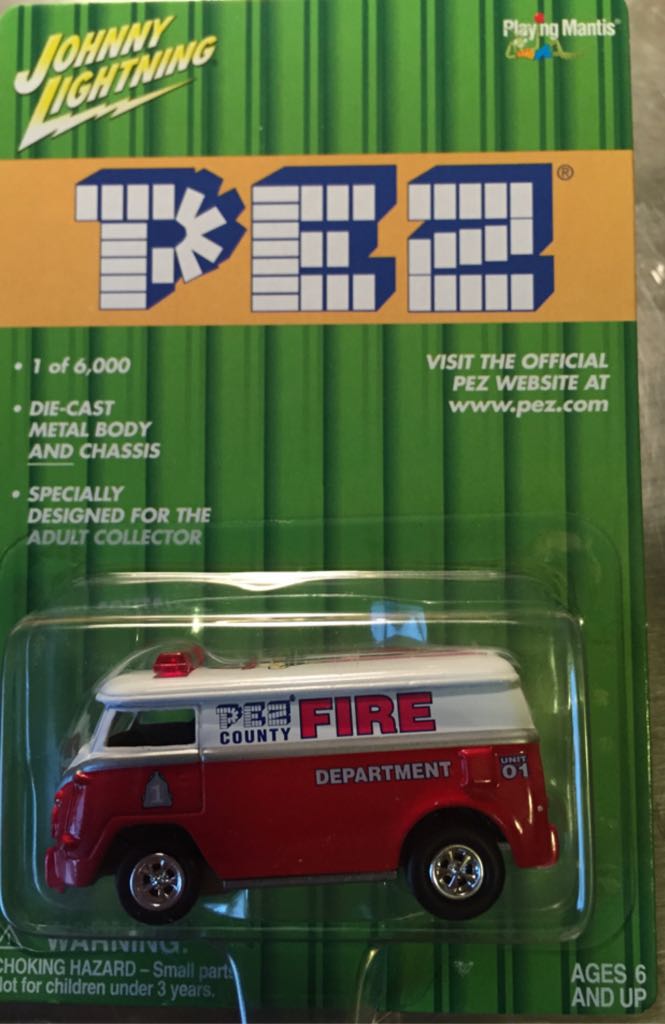 JOHNNY
LIGHTNING
Playing Mantis®
PEZ®
• 1 of 6,000
• DIE-CAST
METAL BODY
AND CHASSIS
• SPECIALLY
DESIGNED FOR THE
ADULT COLLECTOR
VISIT THE OFFICIAL
PEZ WEBSITE AT
www.pez.com
PEZ®
COUNTY
FIRE
DEPARTMENT
UNIT
01
1
WARNING:
CHOKING HAZARD – Small parts
Not for children under 3 years.
AGES 6
AND UP